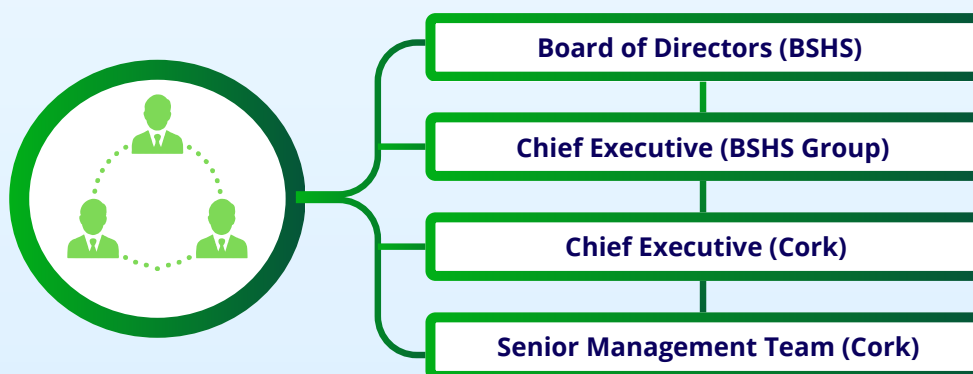 Board of Directors (BSHS)
Chief Executive (BSHS Group)
Chief Executive (Cork)
Senior Management Team (Cork)